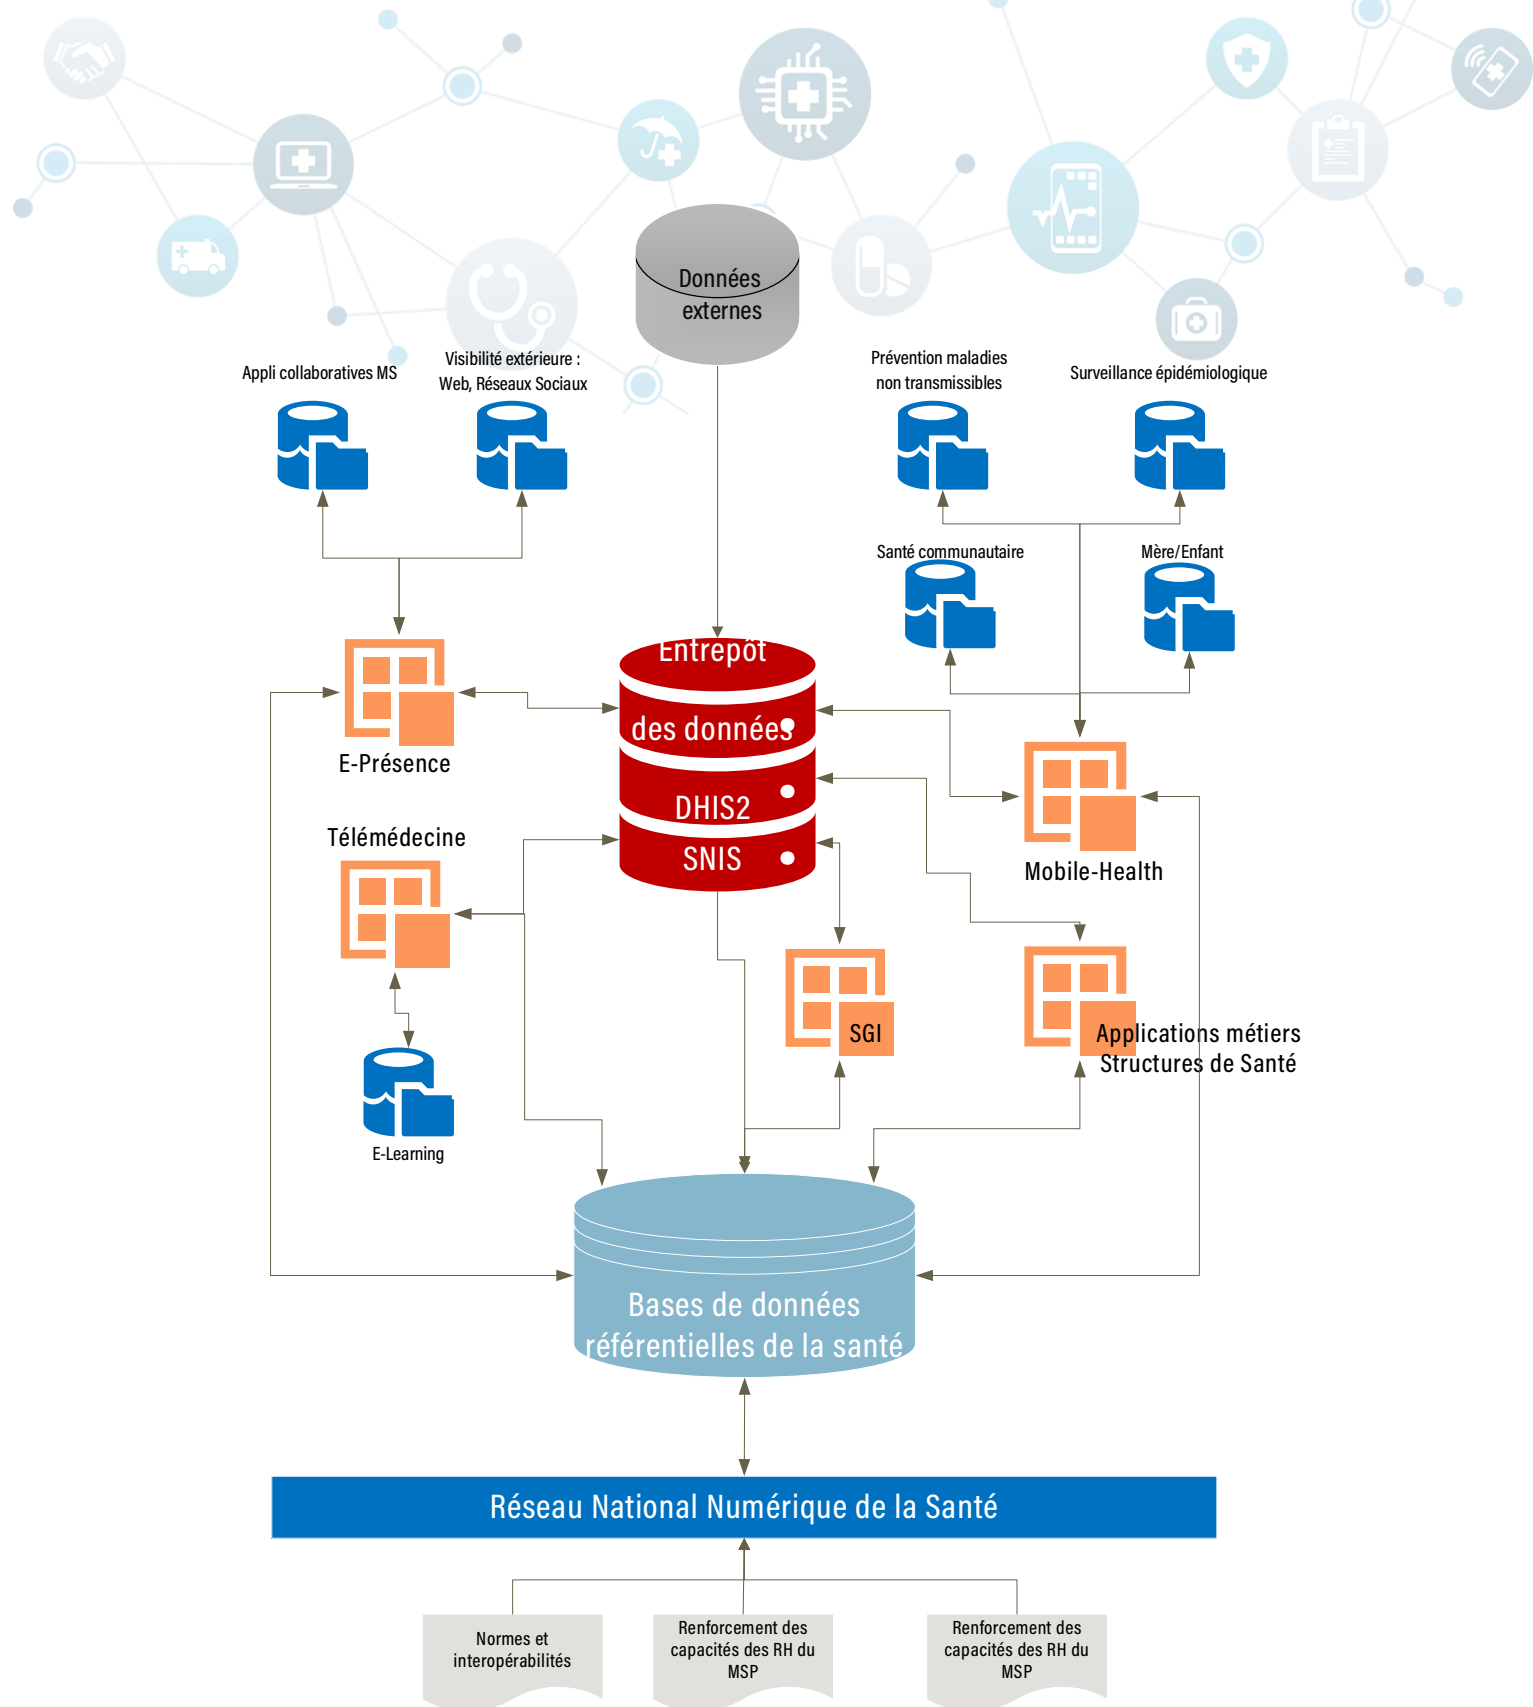 Données
externes
Appli collaboratives MS
Visibilité extérieure :
Web, Réseaux Sociaux
Prévention maladies
non transmissibles
Surveillance épidémiologique
Santé communautaire
Mère/Enfant
Entrepôt
des données
DHIS2
SNIS
E-Présence
Télémédecine
Mobile-Health
SGI
Applications métiers
Structures de Santé
E-Learning
Bases de données
référentielles de la santé
Réseau National Numérique de la Santé
Normes et
interopérabilités
Renforcement des
capacités des RH du
MSP
Renforcement des
capacités des RH du
MSP